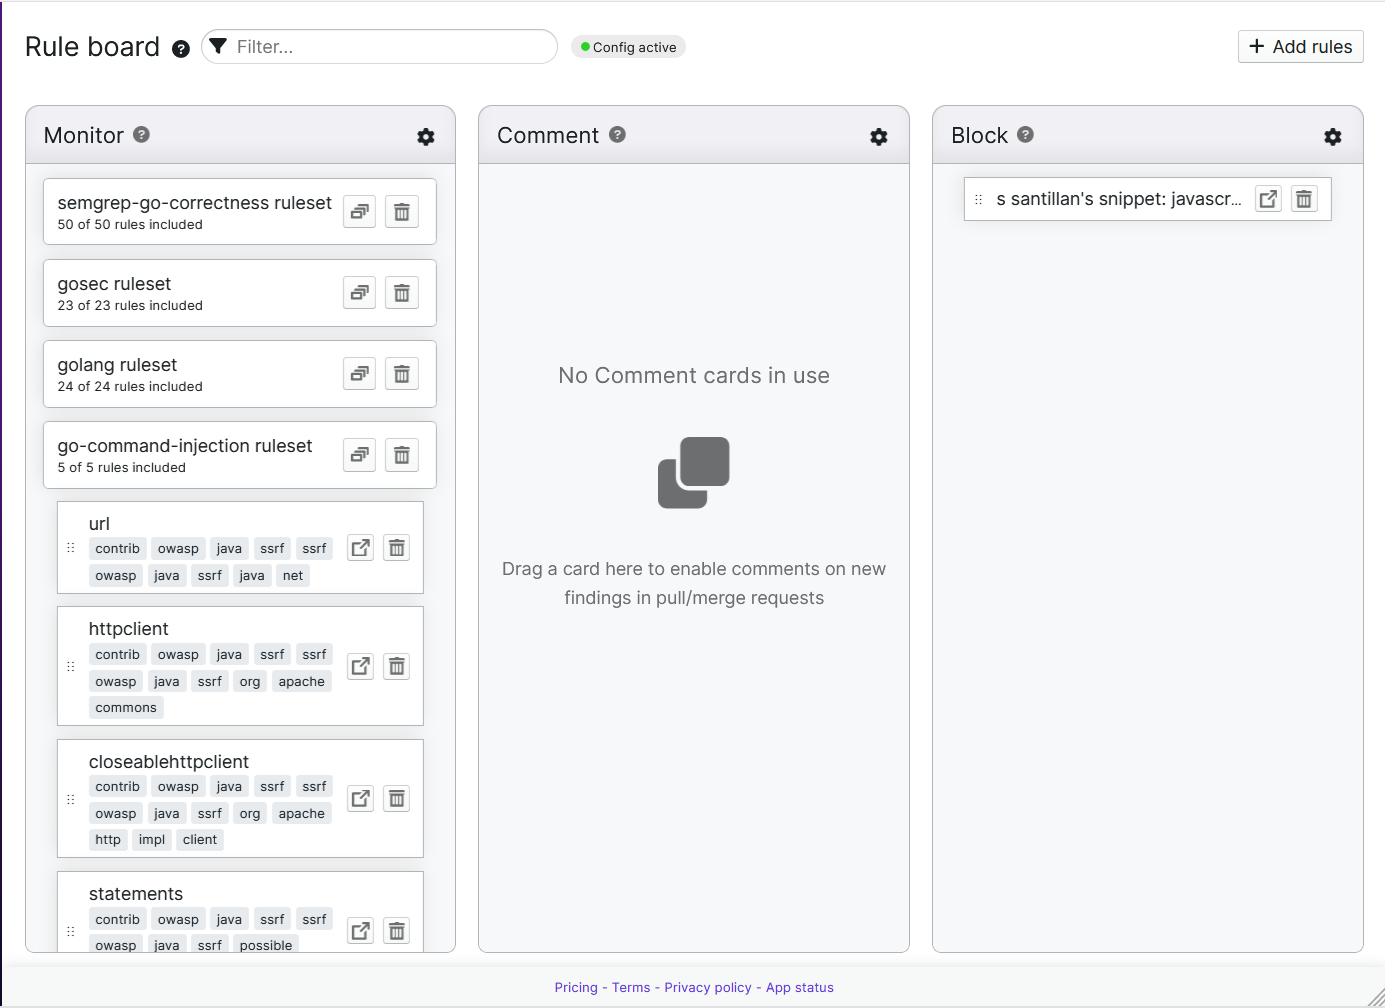 Rule board ?
Filter...
Config active
+ Add rules
Monitor ?
semgrep-go-correctness ruleset
50 of 50 rules included
gosec ruleset
23 of 23 rules included
golang ruleset
24 of 24 rules included
go-command-injection ruleset
5 of 5 rules included
url
contrib owasp java ssrf ssrf
owasp java ssrf java net
httpclient
contrib owasp java ssrf ssrf
owasp java ssrf org apache
commons
closeablehttpclient
contrib owasp java ssrf ssrf
owasp java ssrf org apache
http impl client
statements
contrib owasp java ssrf ssrf
owasp java ssrf possible
Comment ?
No Comment cards in use
Drag a card here to enable comments on new
findings in pull/merge requests
Block ?
s santillan's snippet: javascr...
Pricing - Terms - Privacy policy - App status